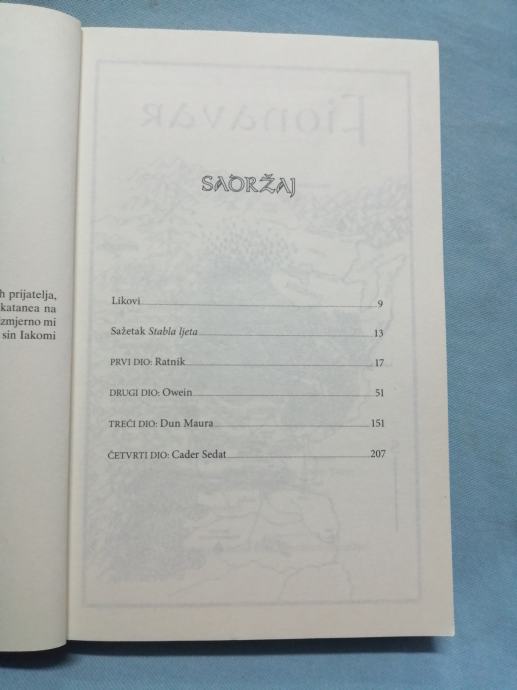 h prijatelja,
katanea na
zmjerno mi
sin Iakomi
Fionavar
SADRŽAJ
Likovi 9
Sažetak Stabla ljeta 13
PRVI DIO: Ratnik 17
DRUGI DIO: Owein 51
TREĆI DIO: Dun Maura 151
ČETVRTI DIO: Cader Sedat 207